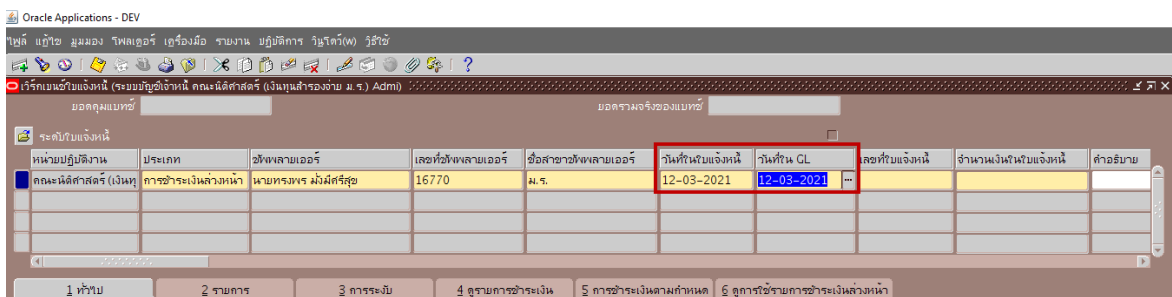 Oracle Applications - DEV
ไฟล์ แก้ไข มุมมอง โฟลเดอร์ เครื่องมือ รายงาน ปฏิบัติการ วินโดว์(w) วิธีใช้
เวิร์กเบนช์ใบแจ้งหนี้ (ระบบบัญชีเจ้าหนี้ คณะนิติศาสตร์ (เงินทุนสำรองจ่าย ม.ร.) Admi)
ยอดคุมแบทช์ ยอดรวมจริงของแบทช์
ระดับใบแจ้งหนี้
หน่วยปฏิบัติงาน ประเภท ซัพพลายเออร์ เลขที่ซัพพลายเออร์ ชื่อสาขาซัพพลายเออร์ วันที่ในใบแจ้งหนี้ วันที่ใน GL เลขที่ใบแจ้งหนี้ จำนวนเงินในใบแจ้งหนี้ คำอธิบาย
คณะนิติศาสตร์ (เงินทุ การชำระเงินล่วงหน้า นายทรงพร มั่งมีศรีสุข 16770 ม.ร. 12-03-2021 12-03-2021 ...
1 ทั่วไป 2 รายการ 3 การระงับ 4 ดูรายการชำระเงิน 5 การชำระเงินตามกำหนด 6 ดูการใช้รายการชำระเงินล่วงหน้า